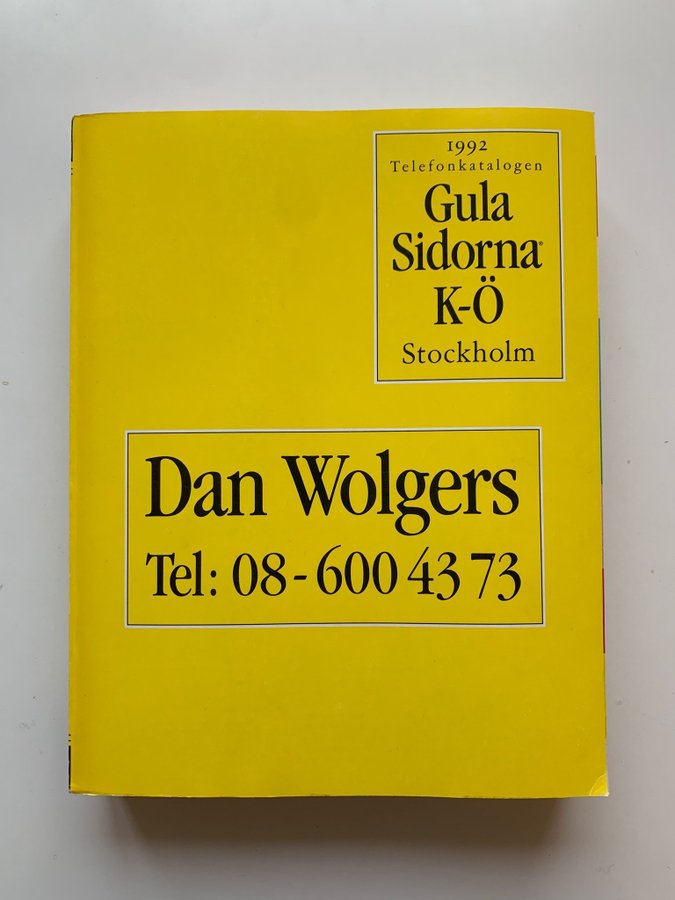 1992
Telefonkatalogen
Gula
Sidorna®
K-Ö
Stockholm
Dan Wolgers
Tel: 08-600 43 73